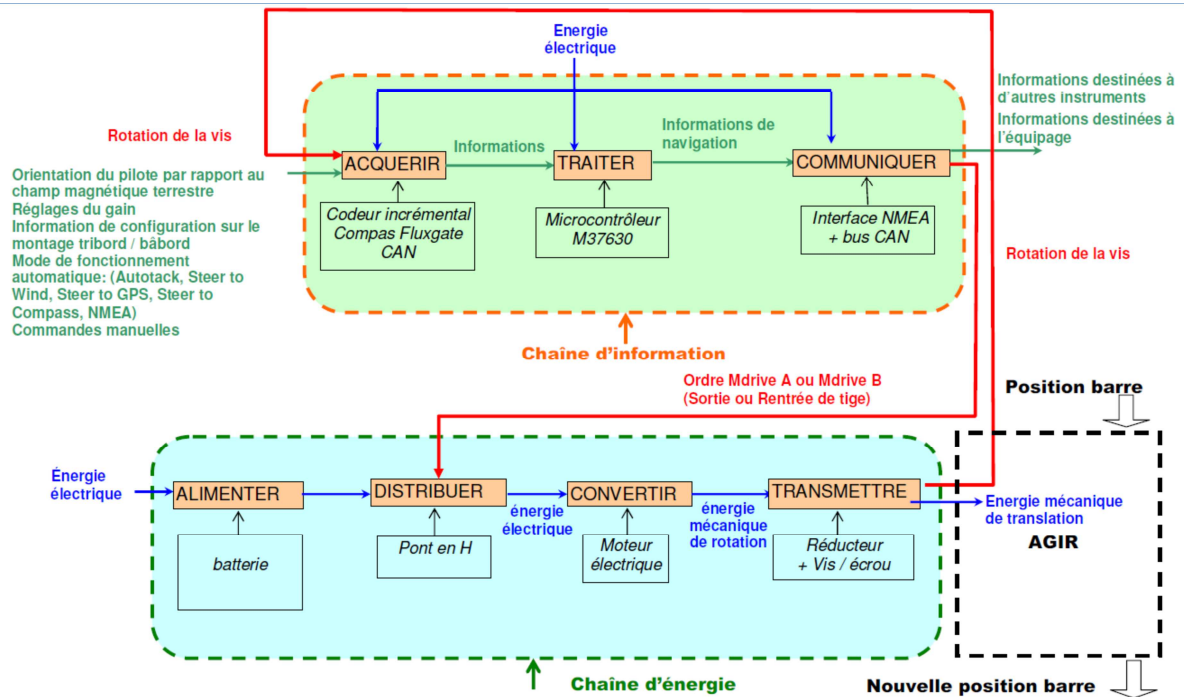 Energie
électrique
Informations destinées à
d'autres instruments
Informations destinées à
l'équipage
Rotation de la vis
Informations
Informations de
navigation
ACQUERIR
TRAITER
COMMUNIQUER
Orientation du pilote par rapport au
champ magnétique terrestre
Réglages du gain
Information de configuration sur le
montage tribord / bâbord
Mode de fonctionnement
automatique: (Autotack, Steer to
Wind, Steer to GPS, Steer to
Compass, NMEA)
Commandes manuelles
Codeur incrémental
Compas Fluxgate
CAN
Microcontrôleur
M37630
Interface NMEA
+ bus CAN
Rotation de la vis
Chaîne d'information
Ordre Mdrive A ou Mdrive B
(Sortie ou Rentrée de tige)
Position barre
Énergie
électrique
ALIMENTER
DISTRIBUER
CONVERTIR
TRANSMETTRE
énergie
électrique
énergie
mécanique
de rotation
Energie mécanique
de translation
AGIR
batterie
Pont en H
Moteur
électrique
Réducteur
+ Vis / écrou
Chaîne d'énergie
Nouvelle position barre